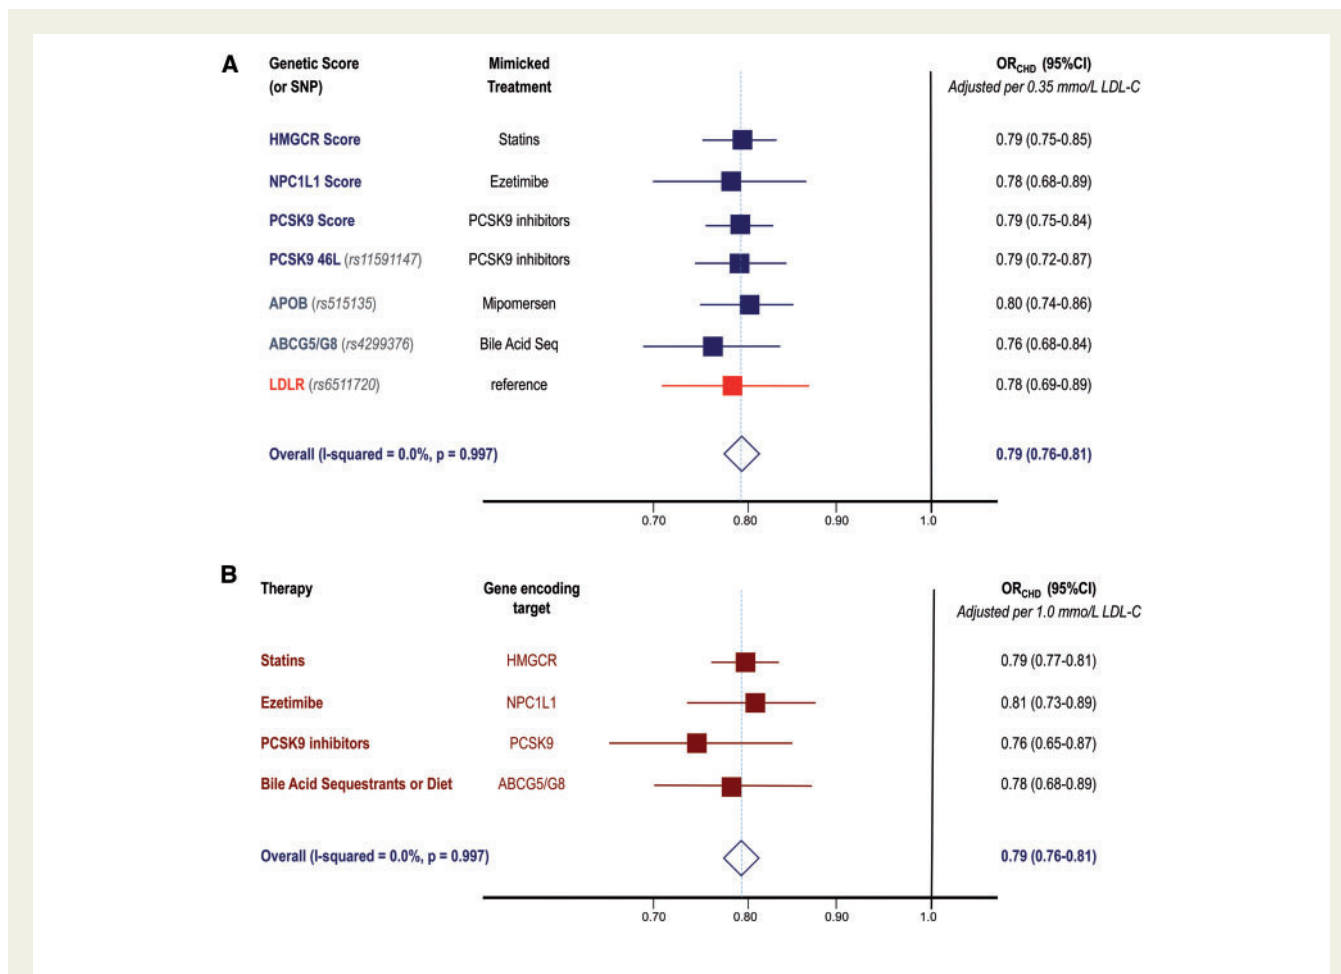 A
Genetic Score Mimicked ORCHD (95%CI)
(or SNP) Treatment Adjusted per 0.35 mmo/L LDL-C
HMGCR Score Statins 0.79 (0.75-0.85)
NPC1L1 Score Ezetimibe 0.78 (0.68-0.89)
PCSK9 Score PCSK9 inhibitors 0.79 (0.75-0.84)
PCSK9 46L (rs11591147) PCSK9 inhibitors 0.79 (0.72-0.87)
APOB (rs515135) Mipomersen 0.80 (0.74-0.86)
ABCG5/G8 (rs4299376) Bile Acid Seq 0.76 (0.68-0.84)
LDLR (rs6511720) reference 0.78 (0.69-0.89)
Overall (I-squared = 0.0%, p = 0.997) 0.79 (0.76-0.81)
0.70 0.80 0.90 1.0
B
Therapy Gene encoding ORCHD (95%CI)
target Adjusted per 1.0 mmo/L LDL-C
Statins HMGCR 0.79 (0.77-0.81)
Ezetimibe NPC1L1 0.81 (0.73-0.89)
PCSK9 inhibitors PCSK9 0.76 (0.65-0.87)
Bile Acid Sequestrants or Diet ABCG5/G8 0.78 (0.68-0.89)
Overall (I-squared = 0.0%, p = 0.997) 0.79 (0.76-0.81)
0.70 0.80 0.90 1.0